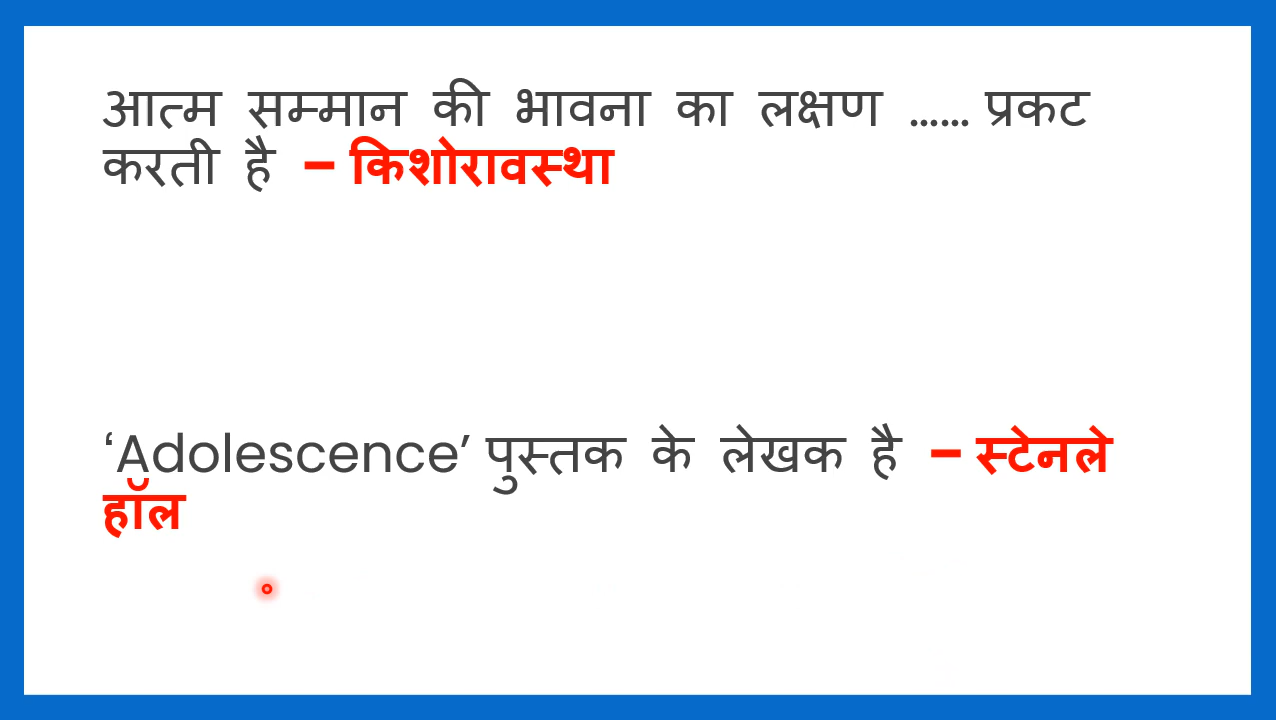 आत्म सम्मान की भावना का लक्षण ...... प्रकट
करती है – किशोरावस्था
‘Adolescence’ पुस्तक के लेखक है – स्टेनले
हॉल